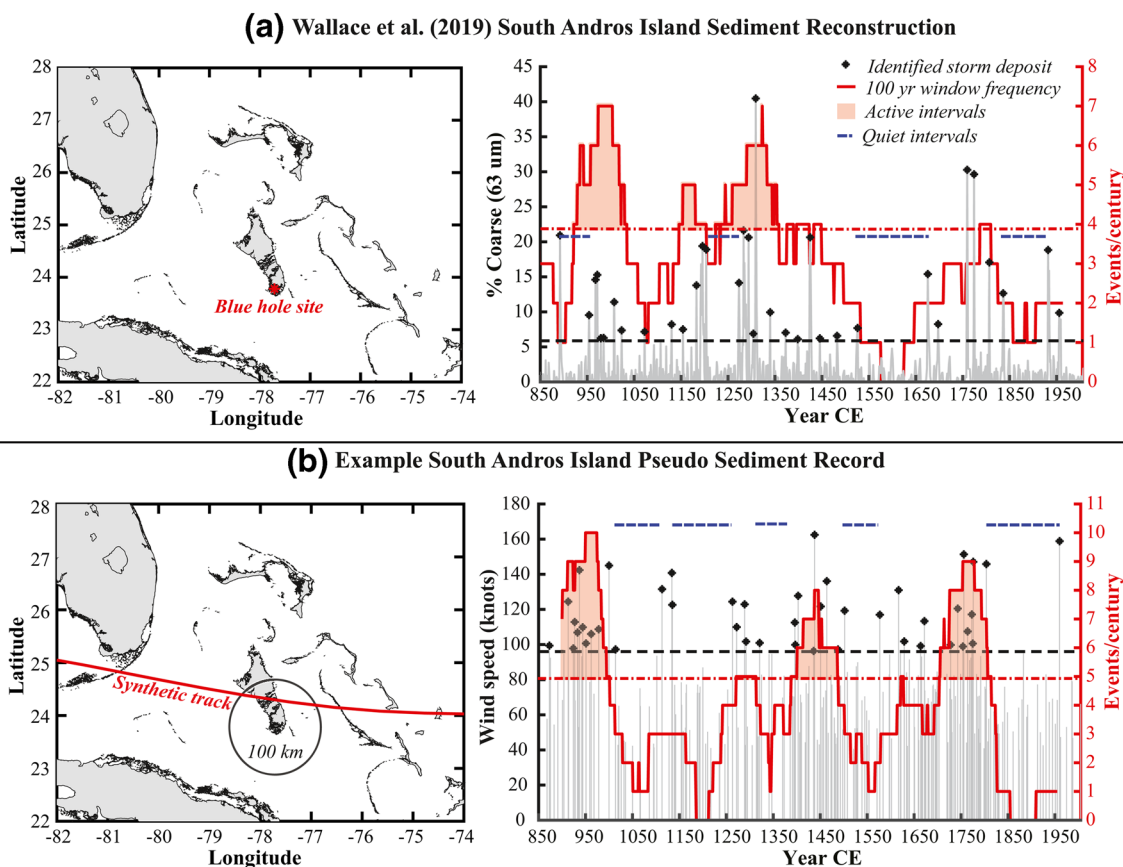 (a) Wallace et al. (2019) South Andros Island Sediment Reconstruction
28
27
26
25
24
23
22
Latitude
Blue hole site
-82 -81 -80 -79 -78 -77 -76 -75 -74
Longitude
45
40
35
30
25
20
15
10
5
0
% Coarse (63 um)
Identified storm deposit
100 yr window frequency
Active intervals
Quiet intervals
8
7
6
5
4
3
2
1
0
Events/century
850 950 1050 1150 1250 1350 1450 1550 1650 1750 1850 1950
Year CE
(b) Example South Andros Island Pseudo Sediment Record
28
27
26
25
24
23
22
Latitude
Synthetic track
100 km
-82 -81 -80 -79 -78 -77 -76 -75 -74
Longitude
180
160
140
120
100
80
60
40
20
0
Wind speed (knots)
11
10
9
8
7
6
5
4
3
2
1
0
Events/century
850 950 1050 1150 1250 1350 1450 1550 1650 1750 1850 1950
Year CE